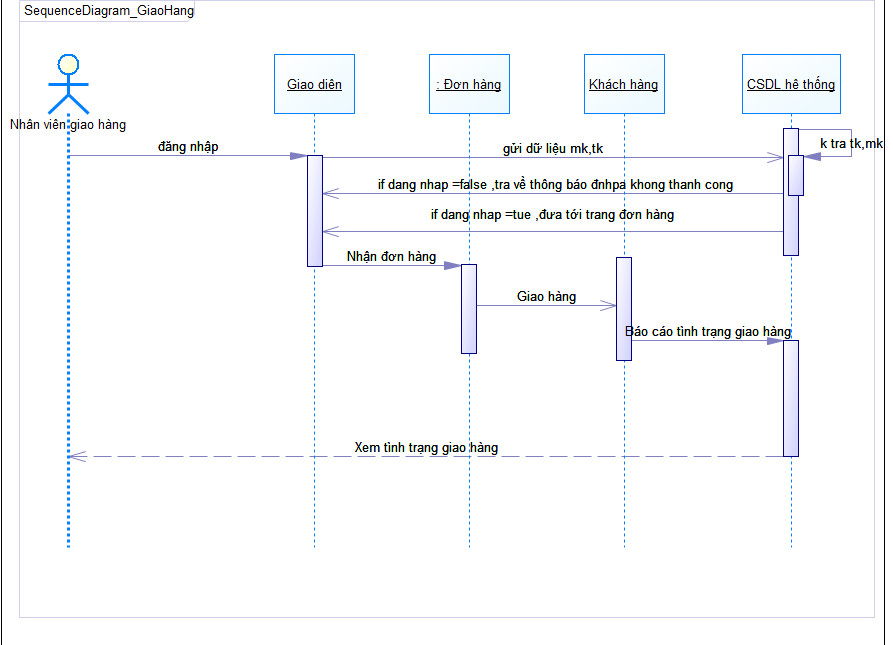 SequenceDiagram_GiaoHang
Giao diên
: Đơn hàng
Khách hàng
CSDL hê thống
Nhân viên giao hàng
đăng nhập
gửi dữ liệu mk,tk
k tra tk,mk
if dang nhap =false ,tra về thông báo đnhpa khong thanh cong
if dang nhap =tue ,đưa tới trang đơn hàng
Nhận đơn hàng
Giao hàng
Báo cáo tình trạng giao hàng
Xem tình trạng giao hàng